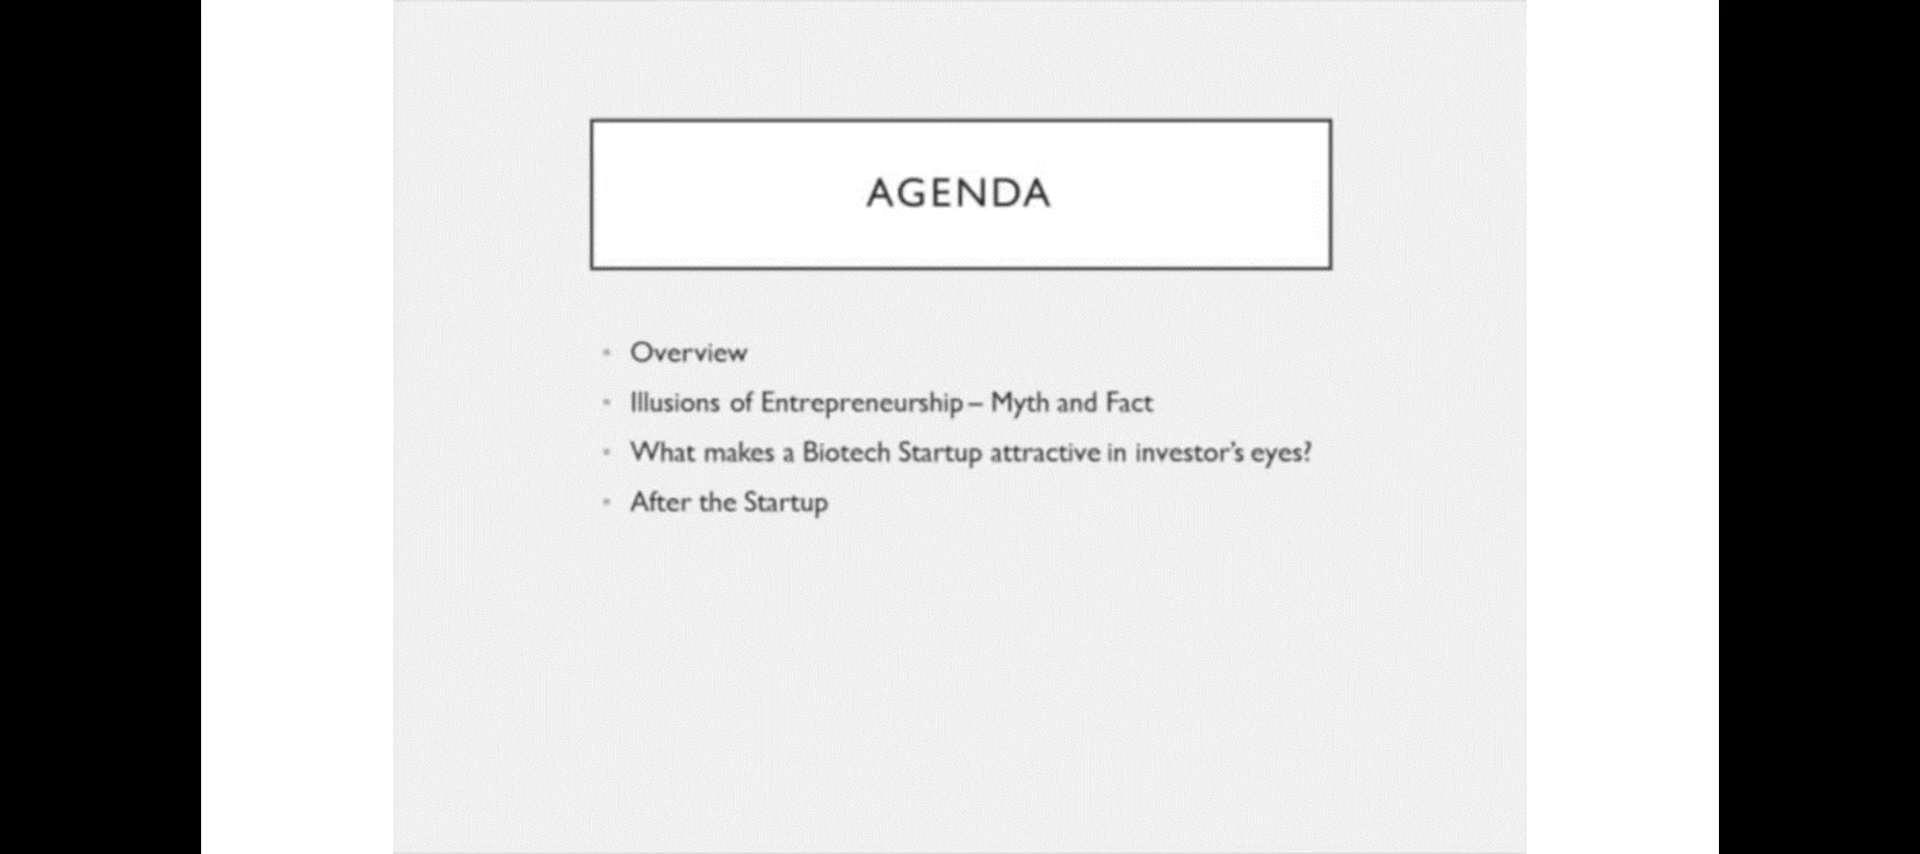 AGENDA
Overview
Illusions of Entrepreneurship – Myth and Fact
What makes a Biotech Startup attractive in investor’s eyes?
After the Startup